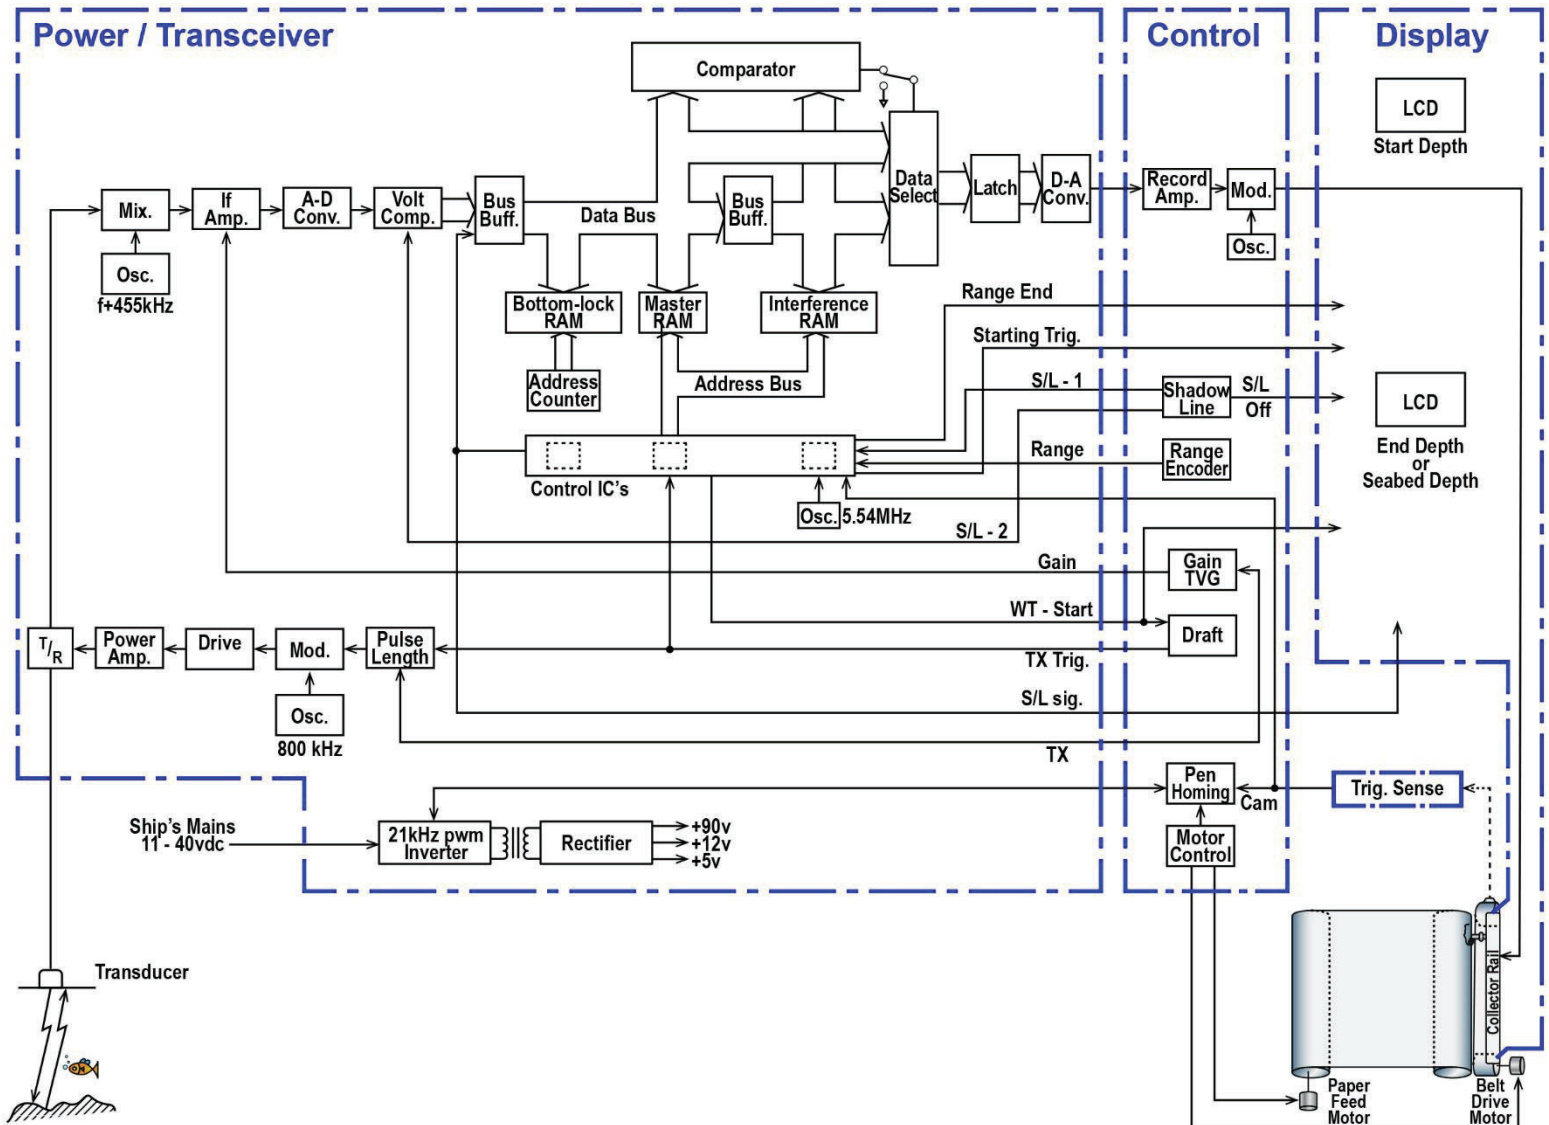 Power / Transceiver
Control
Display
Comparator
LCD
Start Depth
Mix.
If
Amp.
A-D
Conv.
Volt
Comp.
Bus
Buff.
Data Bus
Bus
Buff.
Data
Select
Latch
D-A
Conv.
Record
Amp.
Mod.
Osc.
Osc.
f+455kHz
Bottom-lock
RAM
Master
RAM
Interference
RAM
Range End
Starting Trig.
Address
Counter
Address Bus
S/L - 1
Shadow
Line
S/L
Off
LCD
End Depth
or
Seabed Depth
Range
Range
Encoder
Control IC's
Osc.
5.54MHz
S/L - 2
Gain
Gain
TVG
WT - Start
Draft
T/R
Power
Amp.
Drive
Mod.
Pulse
Length
TX Trig.
Osc.
800 kHz
S/L sig.
TX
Pen
Homing
Cam
Trig. Sense
Ship's Mains
11 - 40vdc
21kHz pwm
Inverter
Rectifier
+90v
+12v
+5v
Motor
Control
Transducer
Collector Rail
Paper
Feed
Motor
Belt
Drive
Motor